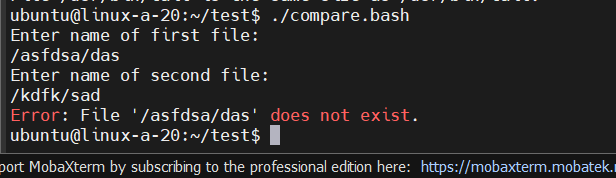 ubuntu@linux-a-20:~/test$ ./compare.bash
Enter name of first file:
/asfdsa/das
Enter name of second file:
/kdfk/sad
Error: File '/asfdsa/das' does not exist.
ubuntu@linux-a-20:~/test$
port MobaXterm by subscribing to the professional edition here: https://mobaxterm.mobatek.